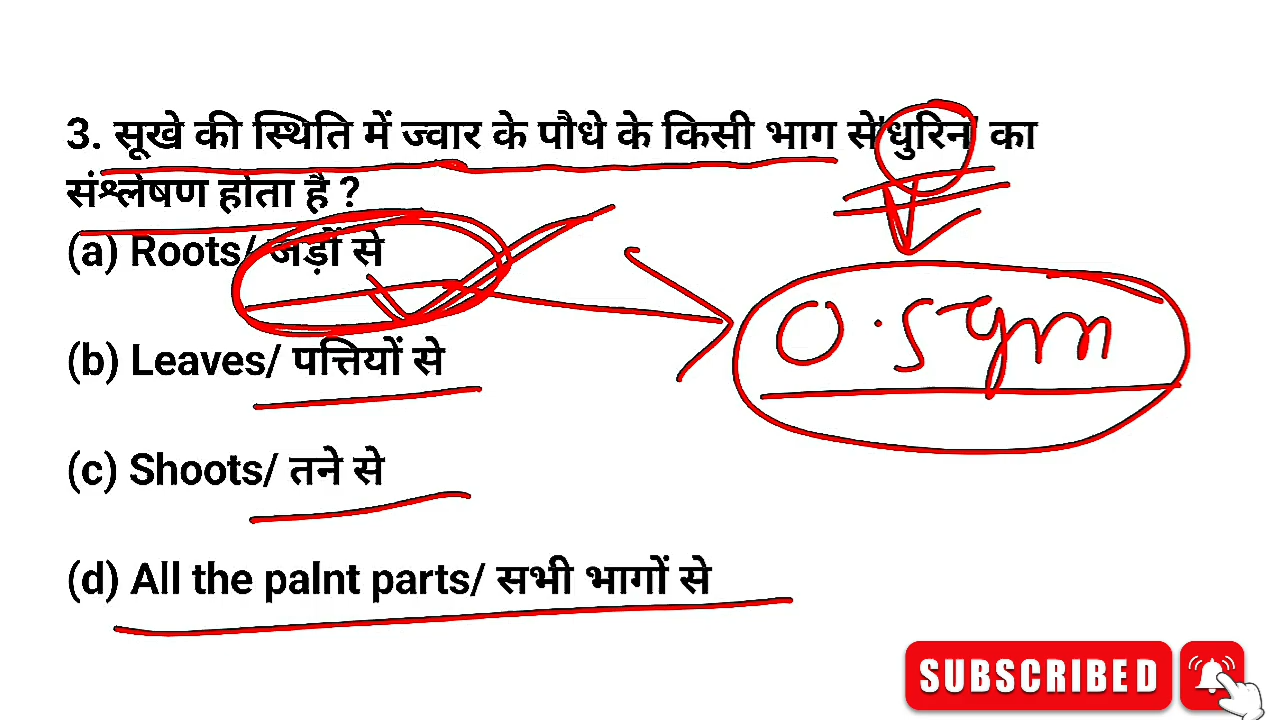 3. सूखे की स्थिति में ज्वार के पौधे के किसी भाग से'धुरिन' का
संश्लेषण होता है ?
(a) Roots/ जड़ों से
0.5gm
(b) Leaves/ पत्तियों से
(c) Shoots/ तने से
(d) All the palnt parts/ सभी भागों से
SUBSCRIBED